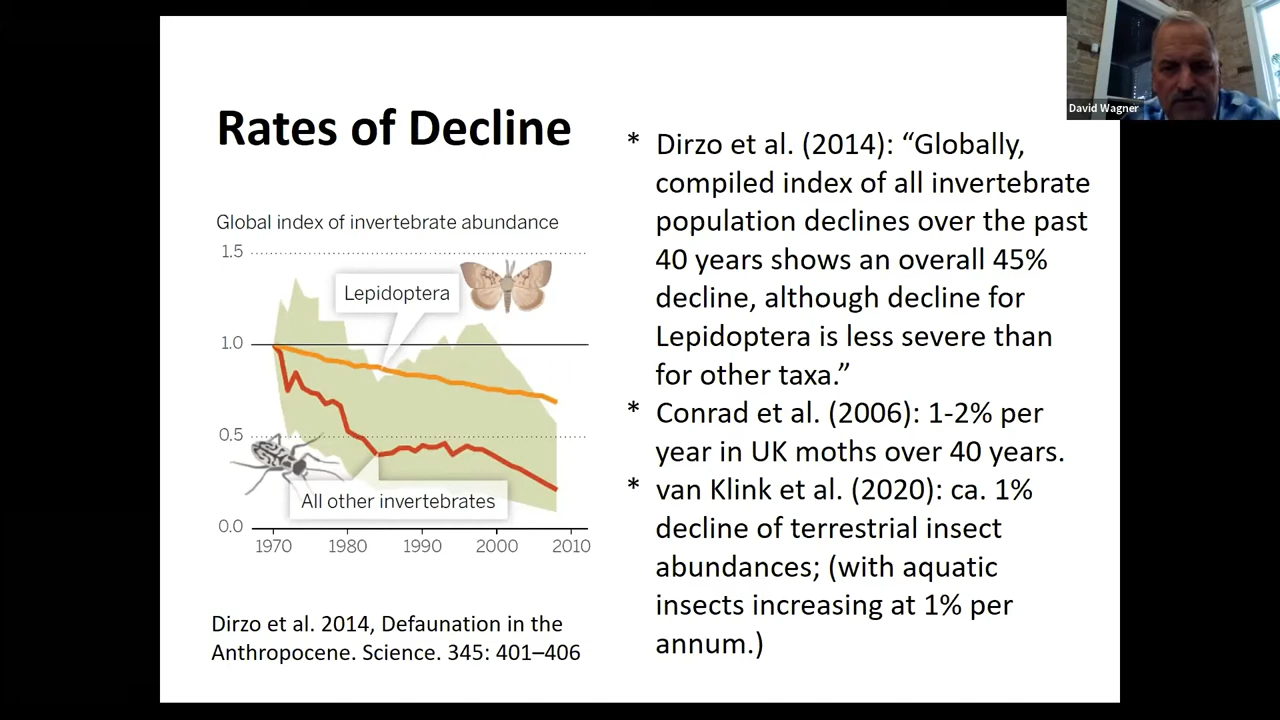 David Wagner
Rates of Decline
Global index of invertebrate abundance
1.5
Lepidoptera
1.0
0.5
All other invertebrates
0.0
1970 1980 1990 2000 2010
Dirzo et al. 2014, Defaunation in the
Anthropocene. Science. 345: 401–406
* Dirzo et al. (2014): “Globally,
compiled index of all invertebrate
population declines over the past
40 years shows an overall 45%
decline, although decline for
Lepidoptera is less severe than
for other taxa.”
* Conrad et al. (2006): 1-2% per
year in UK moths over 40 years.
* van Klink et al. (2020): ca. 1%
decline of terrestrial insect
abundances; (with aquatic
insects increasing at 1% per
annum.)